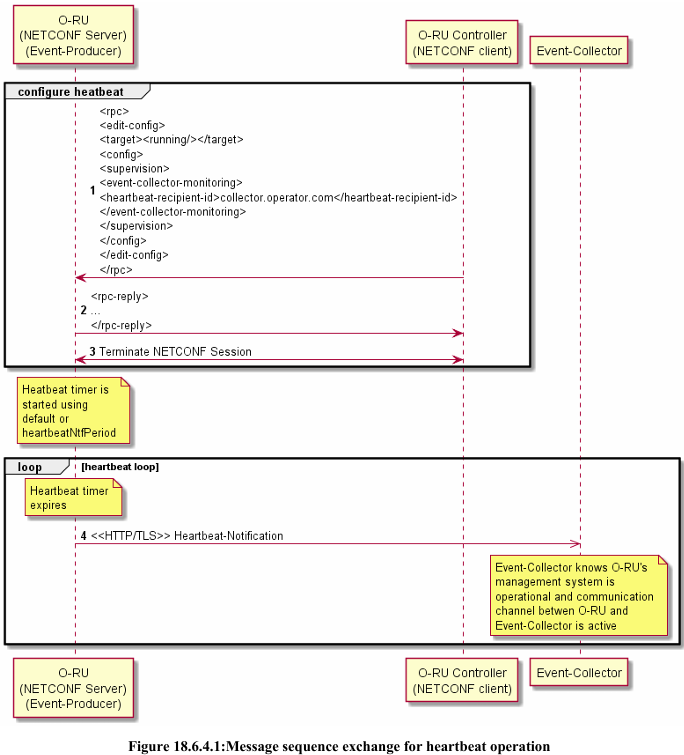 O-RU
(NETCONF Server)
(Event-Producer)
O-RU Controller
(NETCONF client)
Event-Collector
configure heatbeat
<rpc>
<edit-config>
<target><running/></target>
<config>
<supervision>
<event-collector-monitoring>
1 <heartbeat-recipient-id>collector.operator.com</heartbeat-recipient-id>
</event-collector-monitoring>
</supervision>
</config>
</edit-config>
</rpc>
<rpc-reply>
2 ...
</rpc-reply>
3 Terminate NETCONF Session
Heatbeat timer is
started using
default or
heartbeatNtfPeriod
loop [heartbeat loop]
Heartbeat timer
expires
4 <<HTTP/TLS>> Heartbeat-Notification
Event-Collector knows O-RU's
management system is
operational and communication
channel betwen O-RU and
Event-Collector is active
O-RU
(NETCONF Server)
(Event-Producer)
O-RU Controller
(NETCONF client)
Event-Collector
Figure 18.6.4.1:Message sequence exchange for heartbeat operation